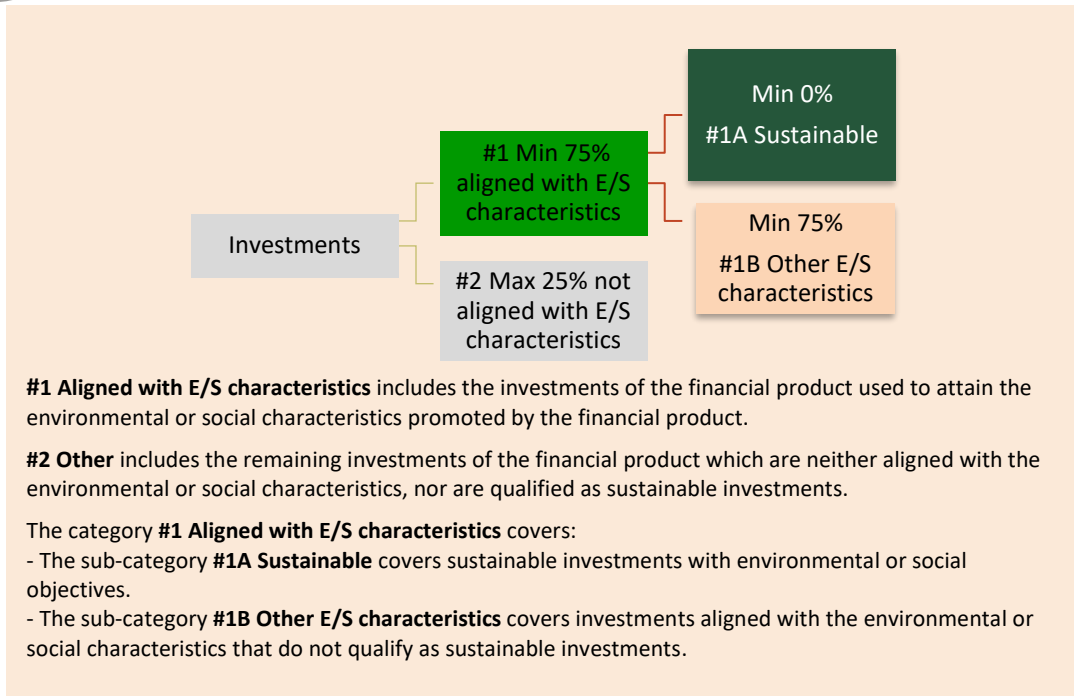 Min 0%
#1A Sustainable
#1 Min 75%
aligned with E/S
characteristics
Min 75%
#1B Other E/S
characteristics
Investments
#2 Max 25% not
aligned with E/S
characteristics
#1 Aligned with E/S characteristics includes the investments of the financial product used to attain the
environmental or social characteristics promoted by the financial product.
#2 Other includes the remaining investments of the financial product which are neither aligned with the
environmental or social characteristics, nor are qualified as sustainable investments.
The category #1 Aligned with E/S characteristics covers:
- The sub-category #1A Sustainable covers sustainable investments with environmental or social
objectives.
- The sub-category #1B Other E/S characteristics covers investments aligned with the environmental or
social characteristics that do not qualify as sustainable investments.